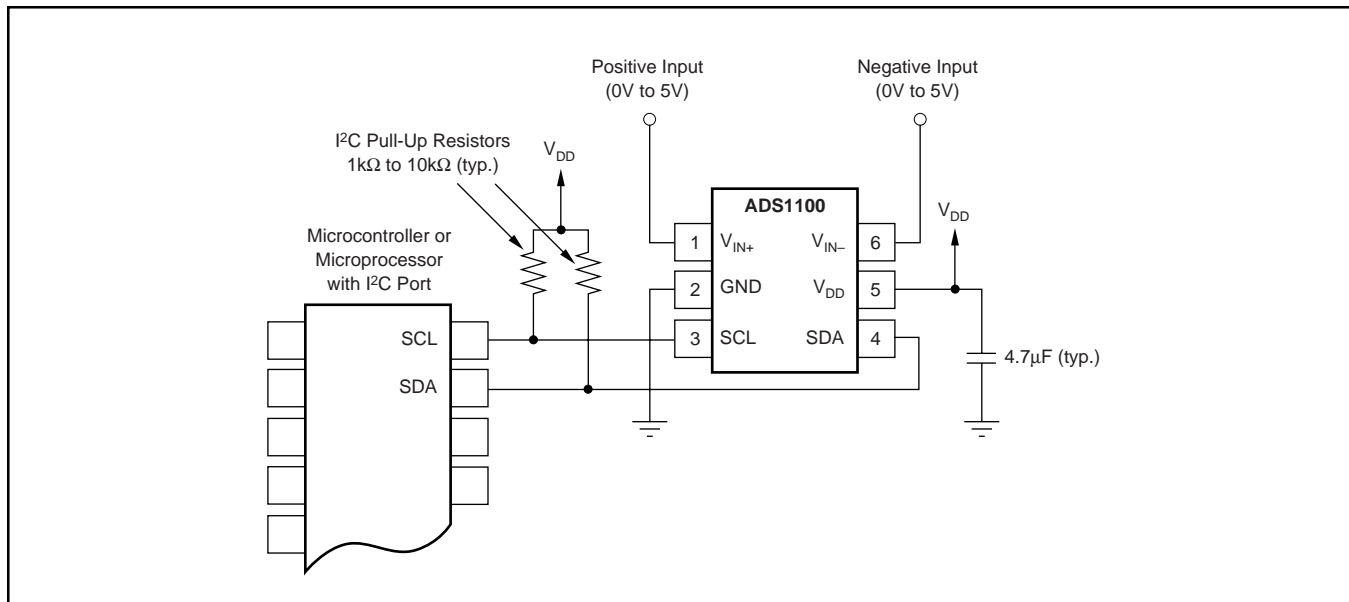 Positive Input
(0V to 5V)
Negative Input
(0V to 5V)
I²C Pull-Up Resistors
1kΩ to 10kΩ (typ.)
V_DD
Microcontroller or
Microprocessor
with I²C Port
SCL
SDA
ADS1100
1 V_IN+ V_IN– 6
2 GND V_DD 5
3 SCL SDA 4
V_DD
4.7µF (typ.)